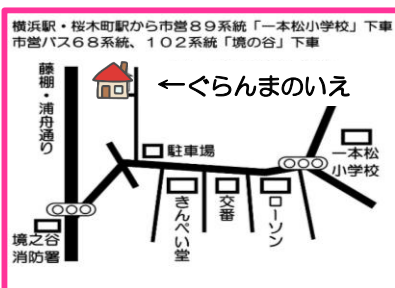 横浜駅・桜木町駅から市営８９系統「一本松小学校」下車
市営バス６８系統、１０２系統「境の谷」下車
藤棚・浦舟通り
←ぐらんまのいえ
駐車場
一本松
小学校
きんぺい堂
交番
ローソン
境之谷
消防署